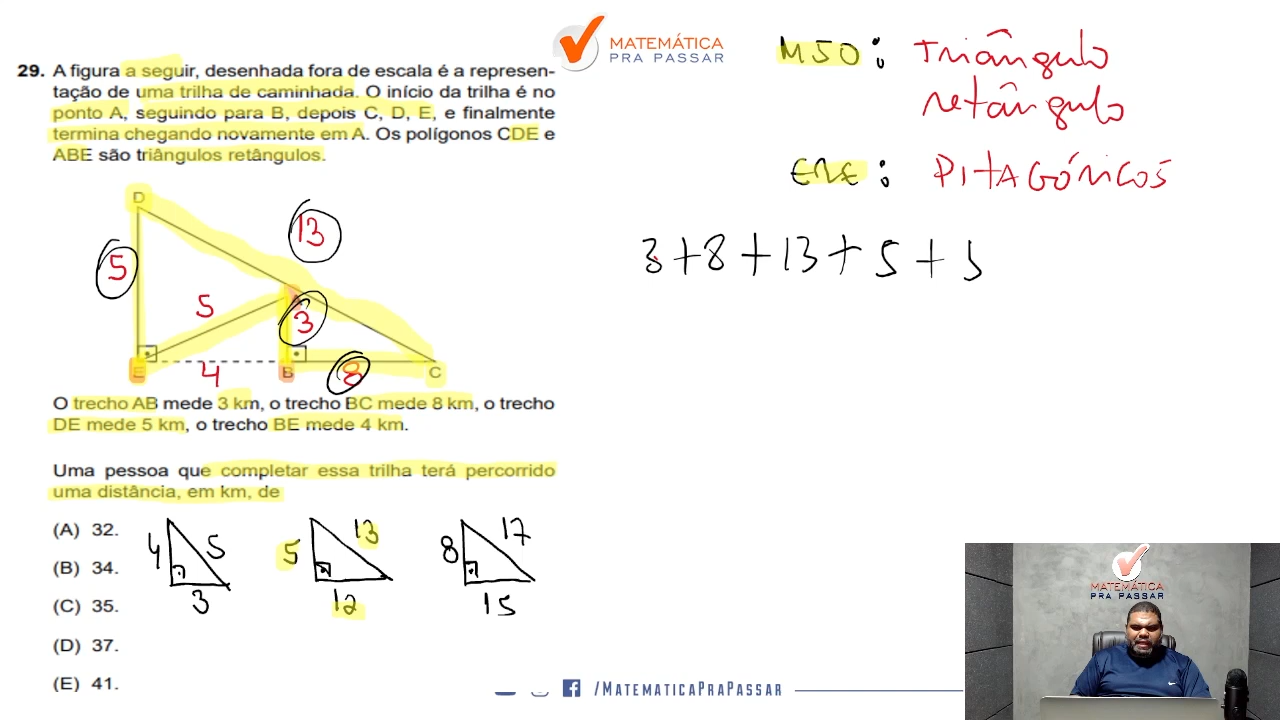 MATEMÁTICA
PRA PASSAR
MSO: triângulo
retângulo
ERE: PITAGÓRICOS
3+8+13+5+5
29. A figura a seguir, desenhada fora de escala é a represen-
tação de uma trilha de caminhada. O início da trilha é no
ponto A, seguindo para B, depois C, D, E, e finalmente
termina chegando novamente em A. Os polígonos CDE e
ABE são triângulos retângulos.
D
13
5
5
A
3
E
4
B
8
C
O trecho AB mede 3 km, o trecho BC mede 8 km, o trecho
DE mede 5 km, o trecho BE mede 4 km.
Uma pessoa que completar essa trilha terá percorrido
uma distância, em km, de
(A) 32.
(B) 34.
(C) 35.
(D) 37.
(E) 41.
4 5
3
5 13
12
8 17
15
/MATEMATICAPRAPASSAR
MATEMÁTICA
PRA PASSAR